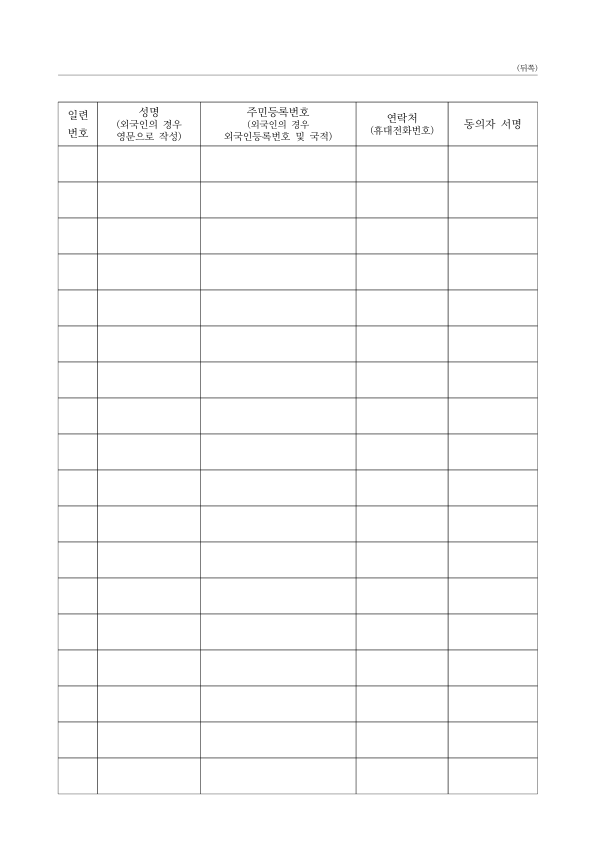 (뒤쪽)
일련
번호
성명
(외국인의 경우
영문으로 작성)
주민등록번호
(외국인의 경우
외국인등록번호 및 국적)
연락처
(휴대전화번호)
동의자 서명